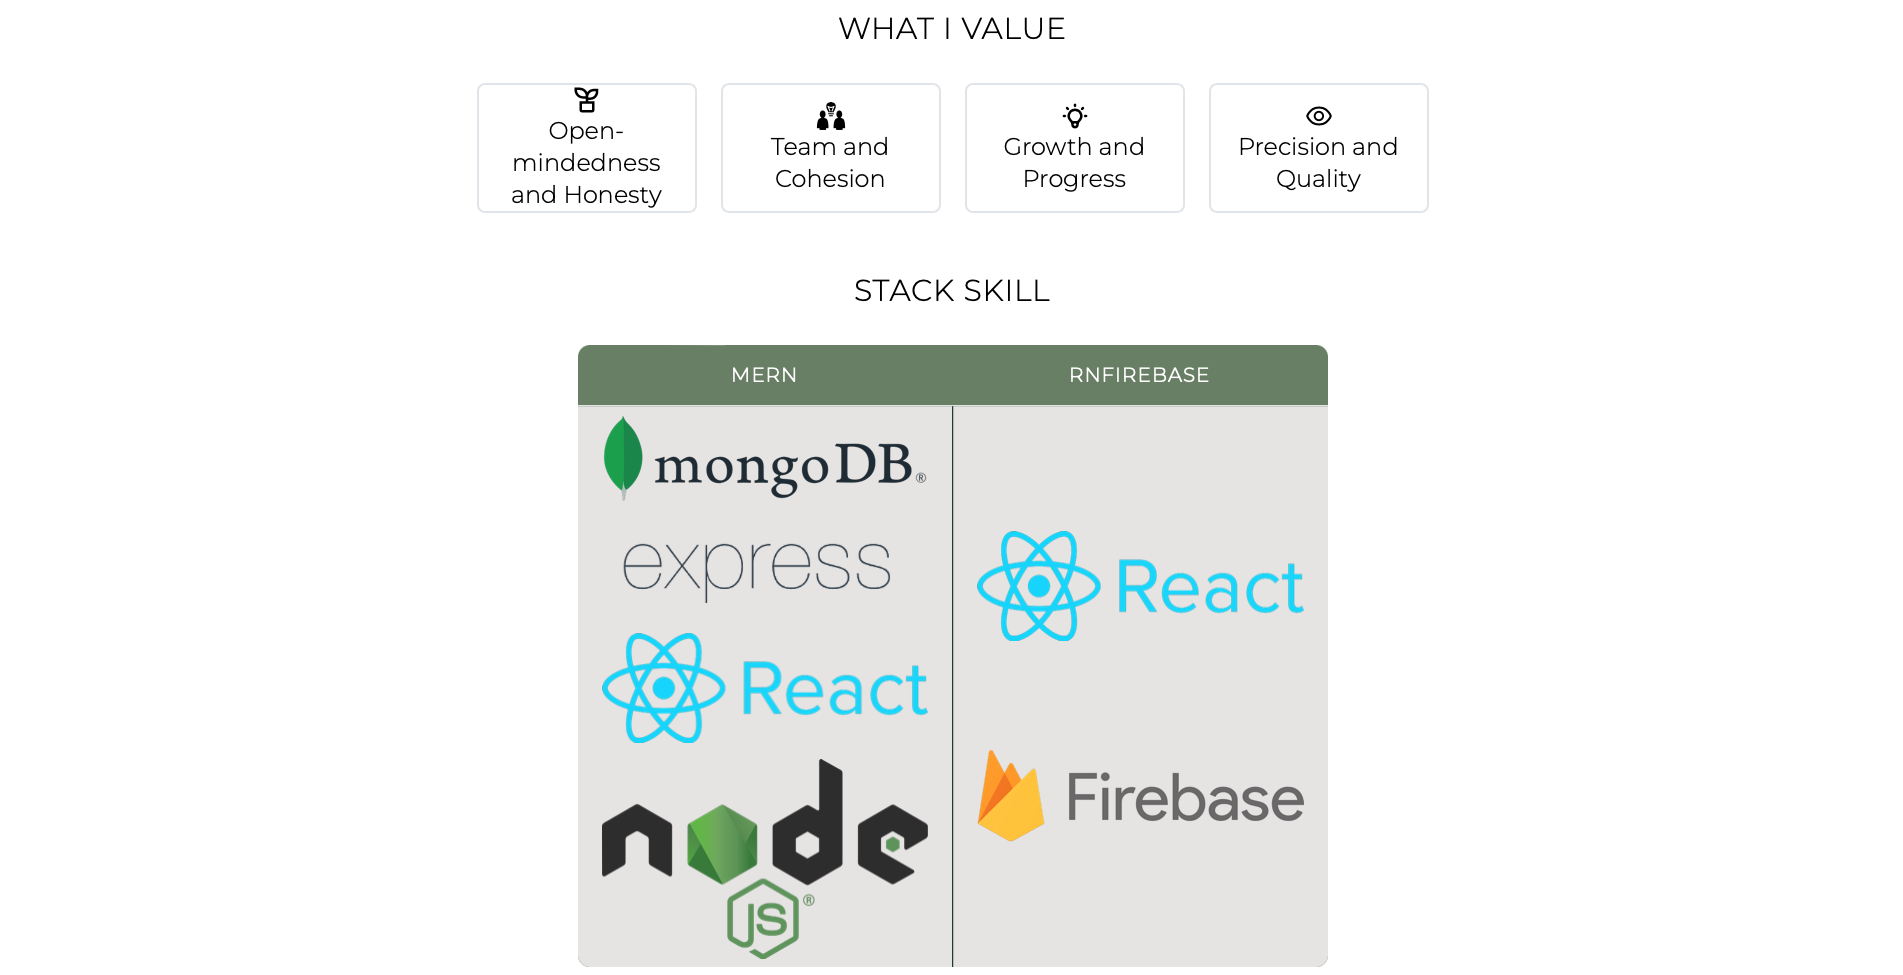 WHAT I VALUE
Open-
mindedness
and Honesty
Team and
Cohesion
Growth and
Progress
Precision and
Quality
STACK SKILL
MERN
RNFIREBASE
mongoDB®
express
React
node
JS®
React
Firebase